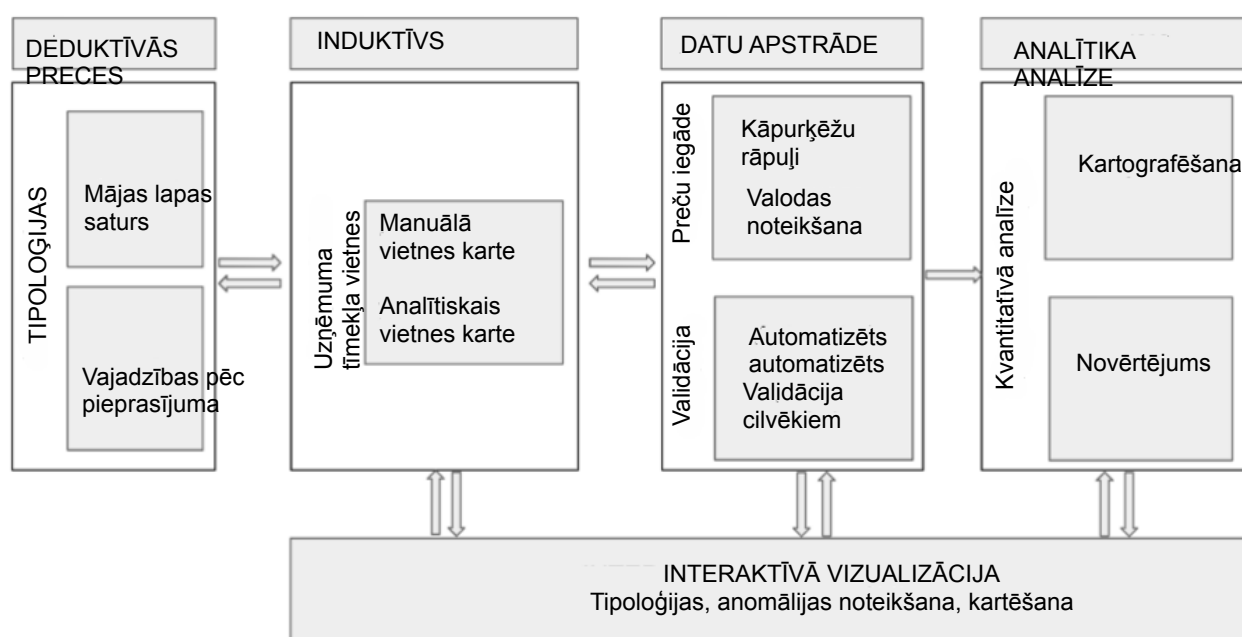 DEDUKTĪVĀS
PRECES
INDUKTĪVS
DATU APSTRĀDE
ANALĪTIKA
ANALĪZE
TIPOLOĢIJAS
Mājas lapas
saturs
Vajadzības pēc
pieprasījuma
Uzņēmuma
tīmekļa vietnes
Manuālā
vietnes karte
Analītiskais
vietnes karte
Preču iegāde
Kāpurķēžu
rāpuļi
Valodas
noteikšana
Validācija
Automatizēts
automatizēts
Validācija
cilvēkiem
Kvantitatīvā analīze
Kartografēšana
Novērtējums
INTERAKTĪVĀ VIZUALIZĀCIJA
Tipoloģijas, anomālijas noteikšana, kartēšana